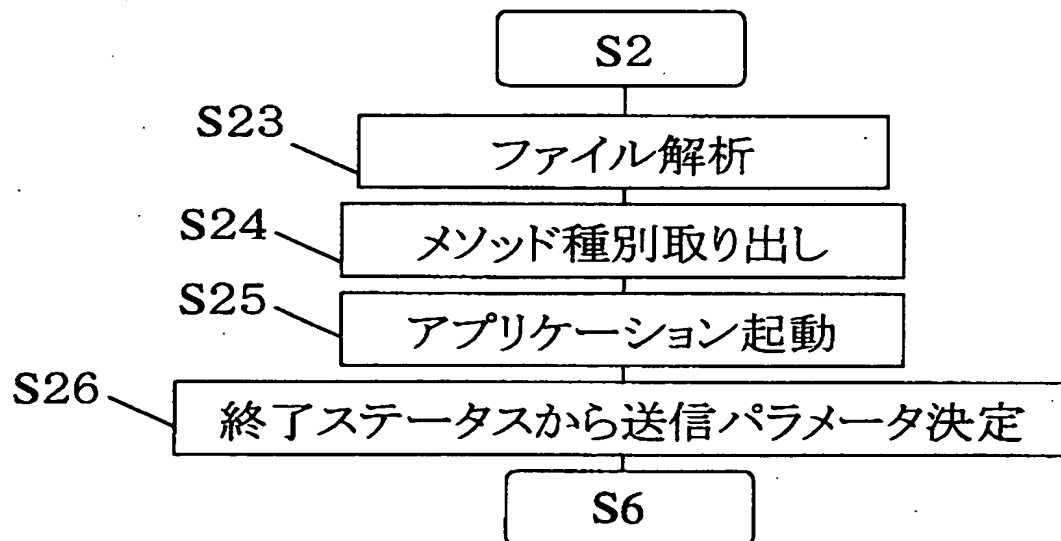 S2
S23
ファイル解析
S24
メソッド種別取り出し
S25
アプリケーション起動
S26
終了ステータスから送信パラメータ決定
S6